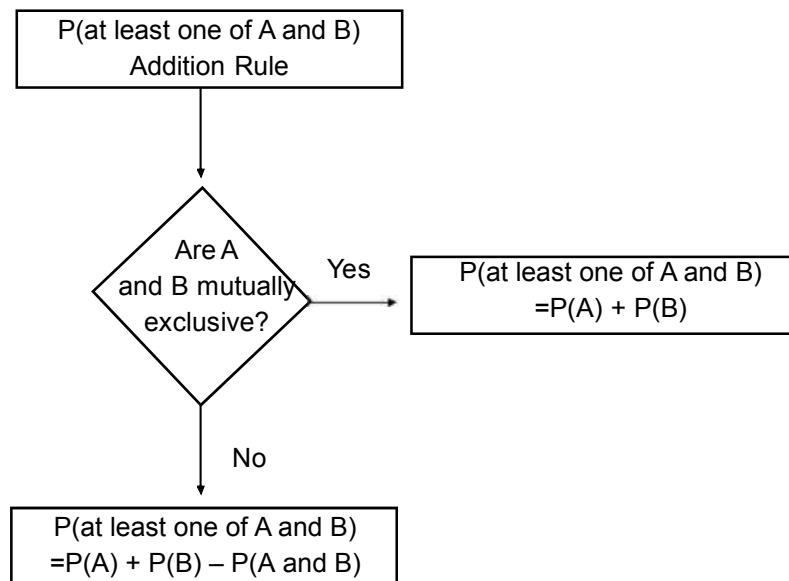 P(at least one of A and B)
Addition Rule
Are A
and B mutually
exclusive?
Yes
P(at least one of A and B)
=P(A) + P(B)
No
P(at least one of A and B)
=P(A) + P(B) – P(A and B)